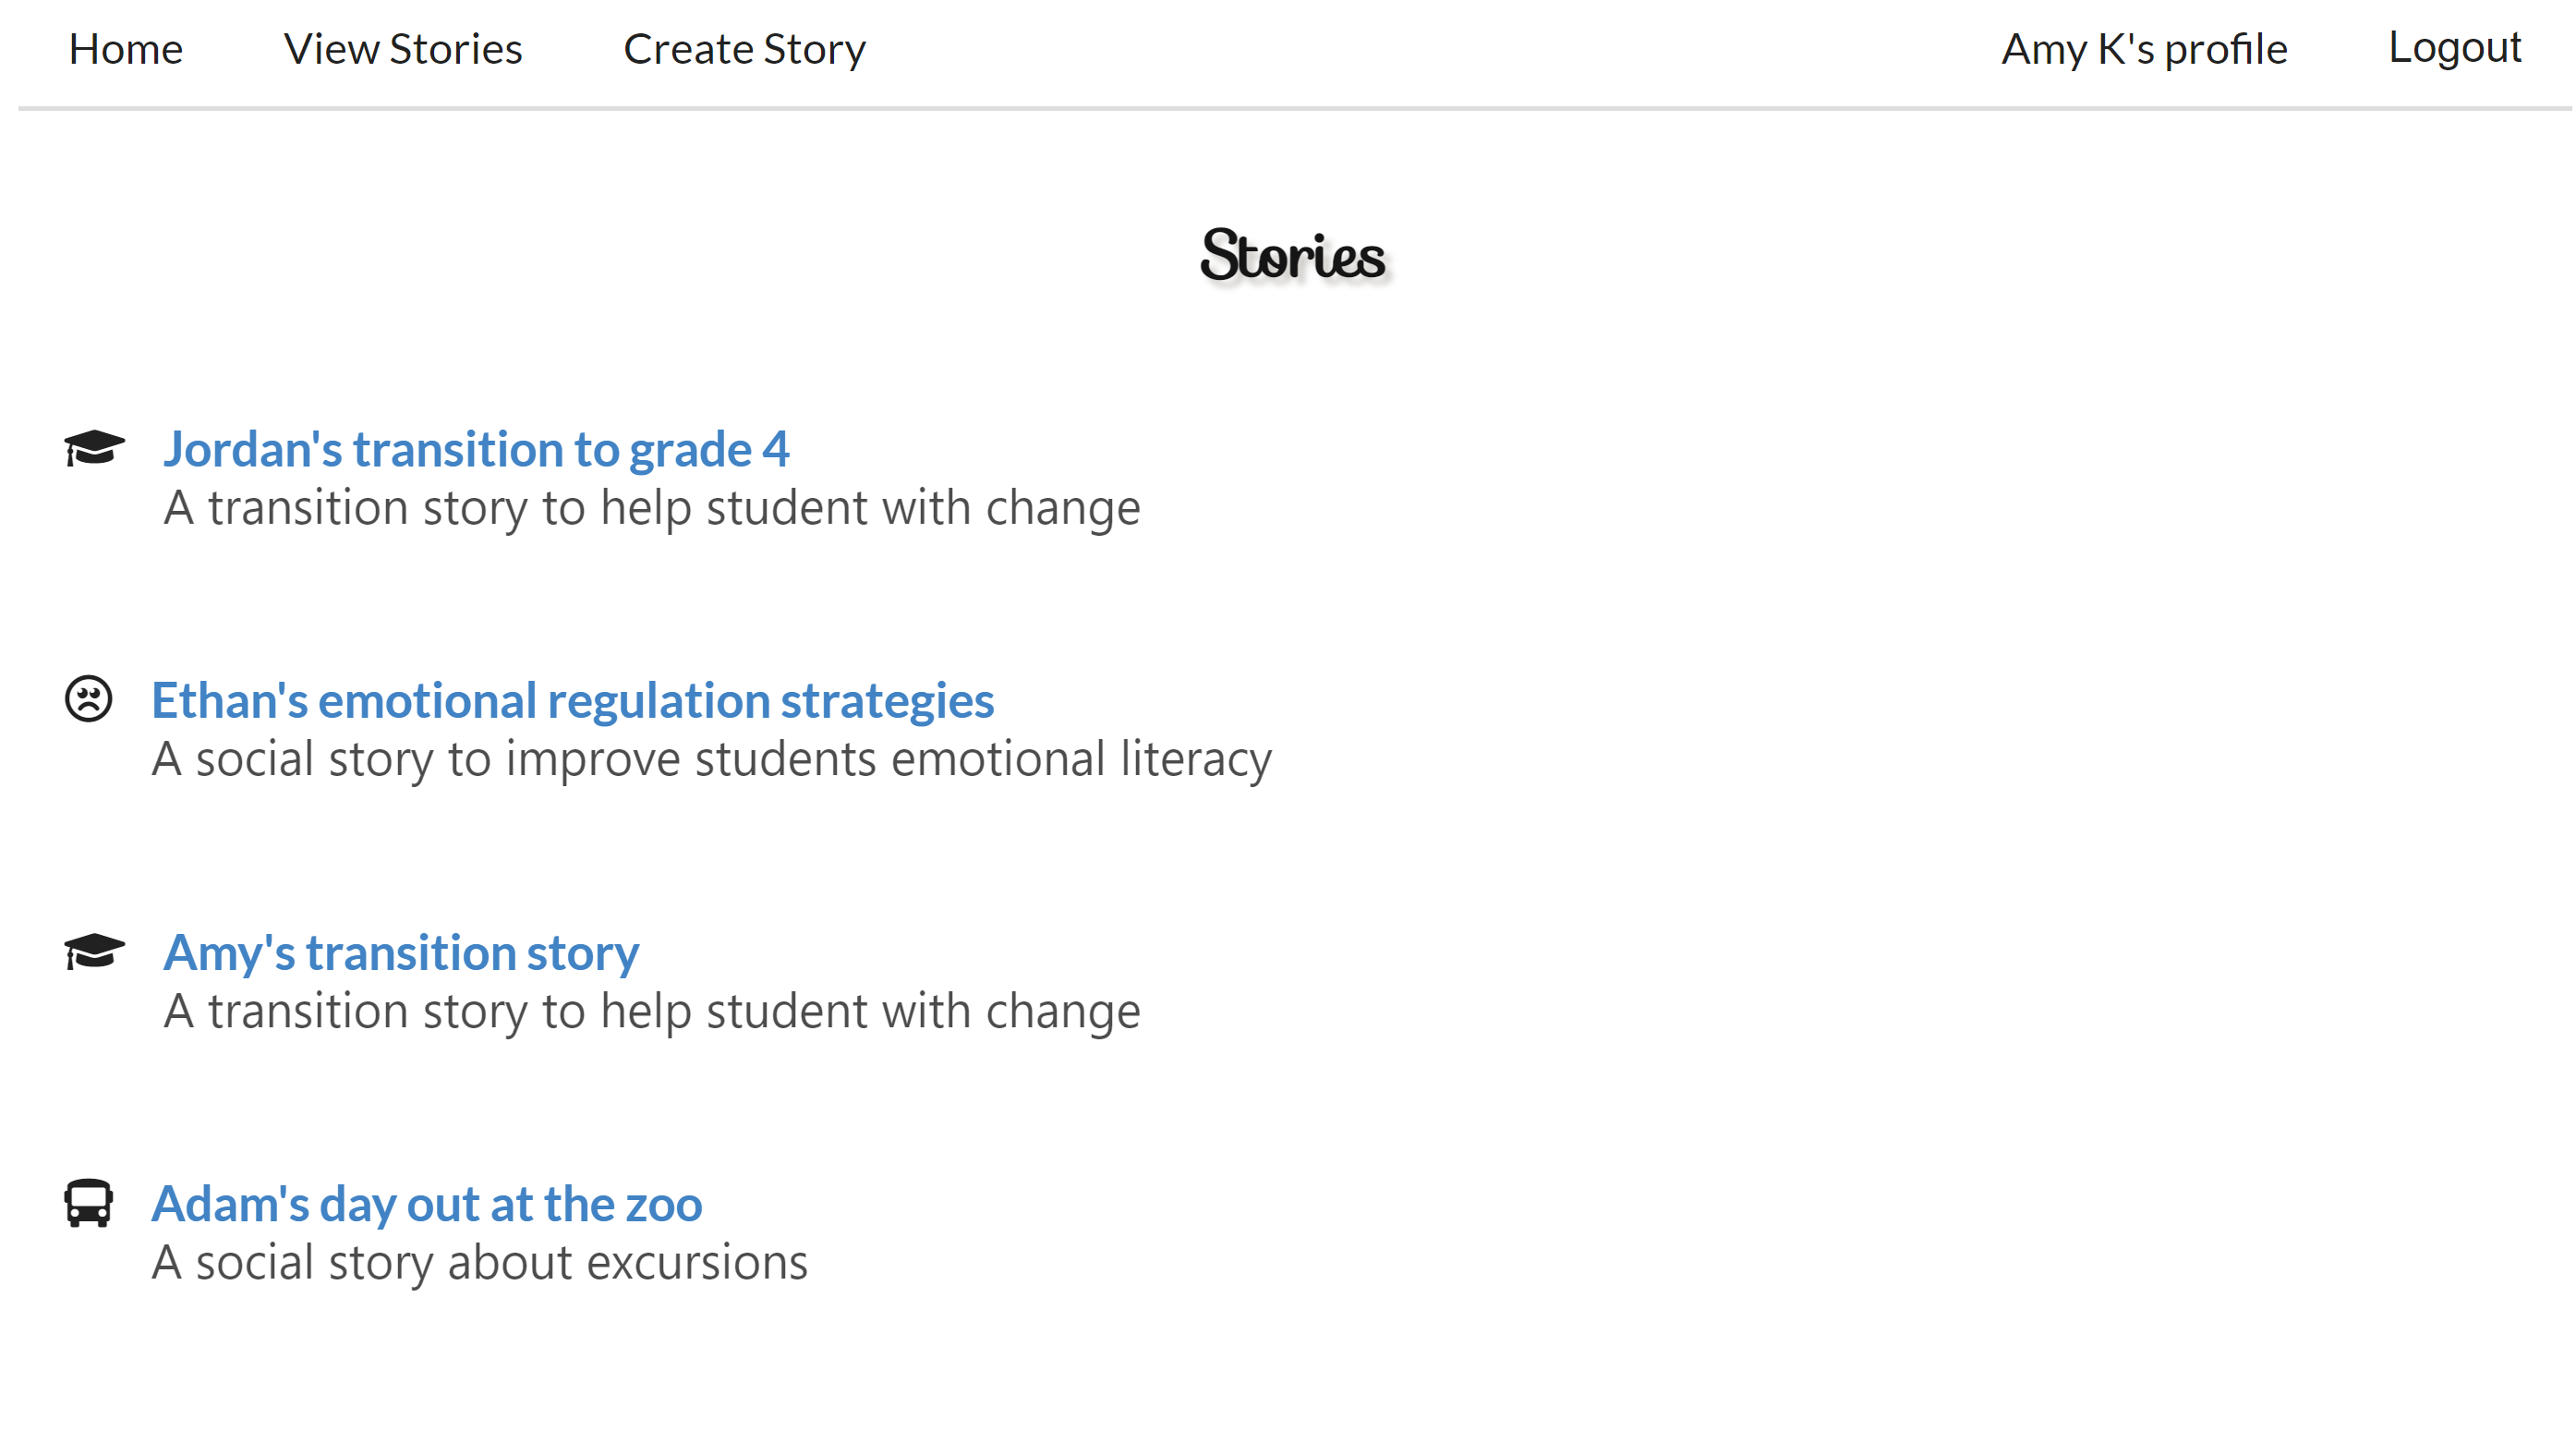 Home View Stories Create Story Amy K's profile Logout
Stories
Jordan's transition to grade 4
A transition story to help student with change
Ethan's emotional regulation strategies
A social story to improve students emotional literacy
Amy's transition story
A transition story to help student with change
Adam's day out at the zoo
A social story about excursions